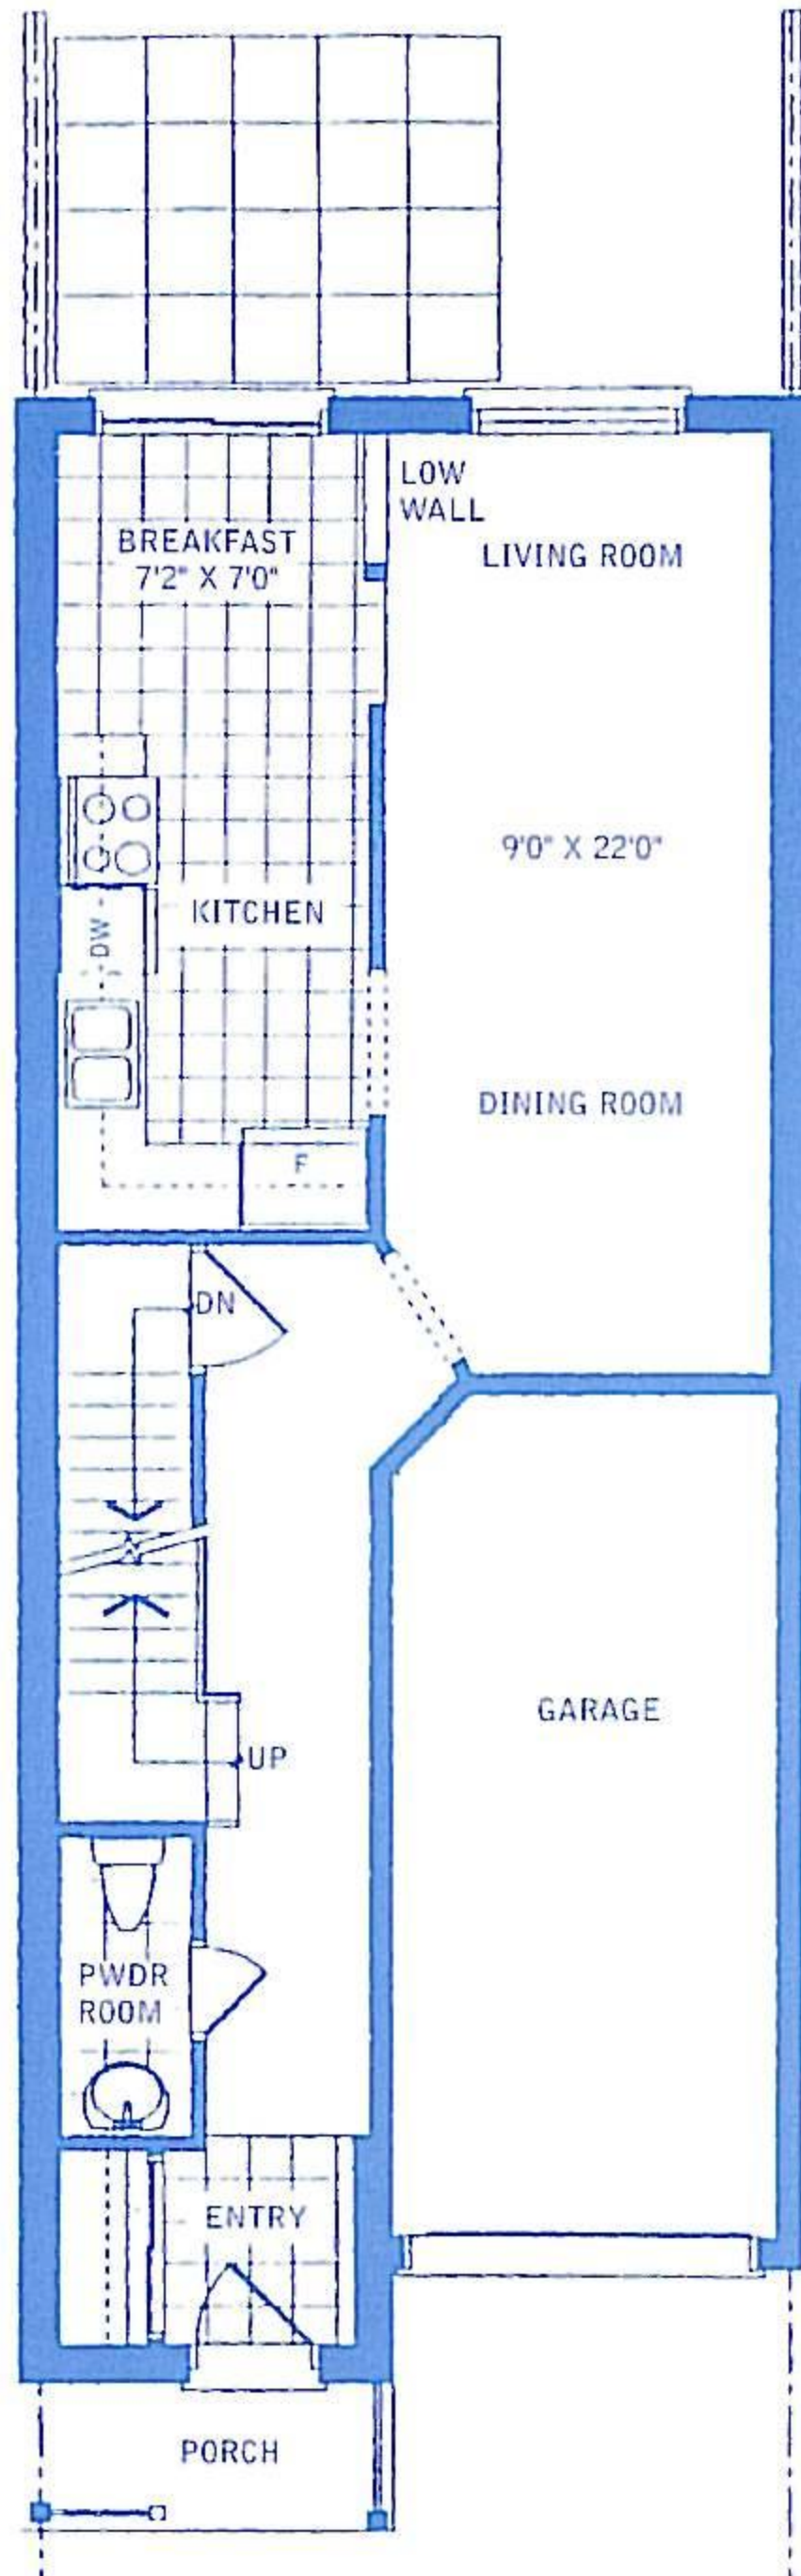 LOW
WALL
BREAKFAST
7'2" X 7'0"
LIVING ROOM
9'0" X 22'0"
KITCHEN
DW
DINING ROOM
F
DN
GARAGE
UP
PWDR
ROOM
ENTRY
PORCH